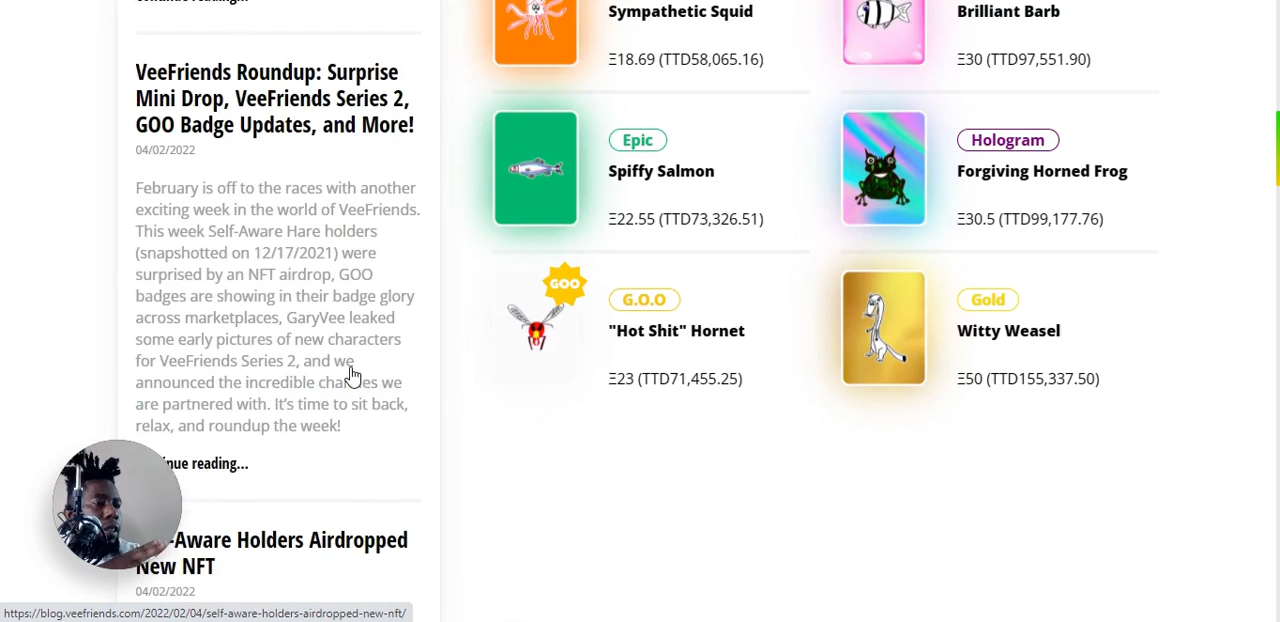 VeeFriends Roundup: Surprise
Mini Drop, VeeFriends Series 2,
GOO Badge Updates, and More!
04/02/2022
February is off to the races with another
exciting week in the world of VeeFriends.
This week Self-Aware Hare holders
(snapshotted on 12/17/2021) were
surprised by an NFT airdrop, GOO
badges are showing in their badge glory
across marketplaces, GaryVee leaked
some early pictures of new characters
for VeeFriends Series 2, and we
announced the incredible charities we
are partnered with. It's time to sit back,
relax, and roundup the week!
reading...
-Aware Holders Airdropped
New NFT
04/02/2022
https://blog.veefriends.com/2022/02/04/self-aware-holders-airdropped-new-nft/
Sympathetic Squid
Ξ18.69 (TTD58,065.16)
Brilliant Barb
Ξ30 (TTD97,551.90)
Epic
Spiffy Salmon
Ξ22.55 (TTD73,326.51)
Hologram
Forgiving Horned Frog
Ξ30.5 (TTD99,177.76)
GOO
G.O.O
"Hot Shit" Hornet
Ξ23 (TTD71,455.25)
Gold
Witty Weasel
Ξ50 (TTD155,337.50)